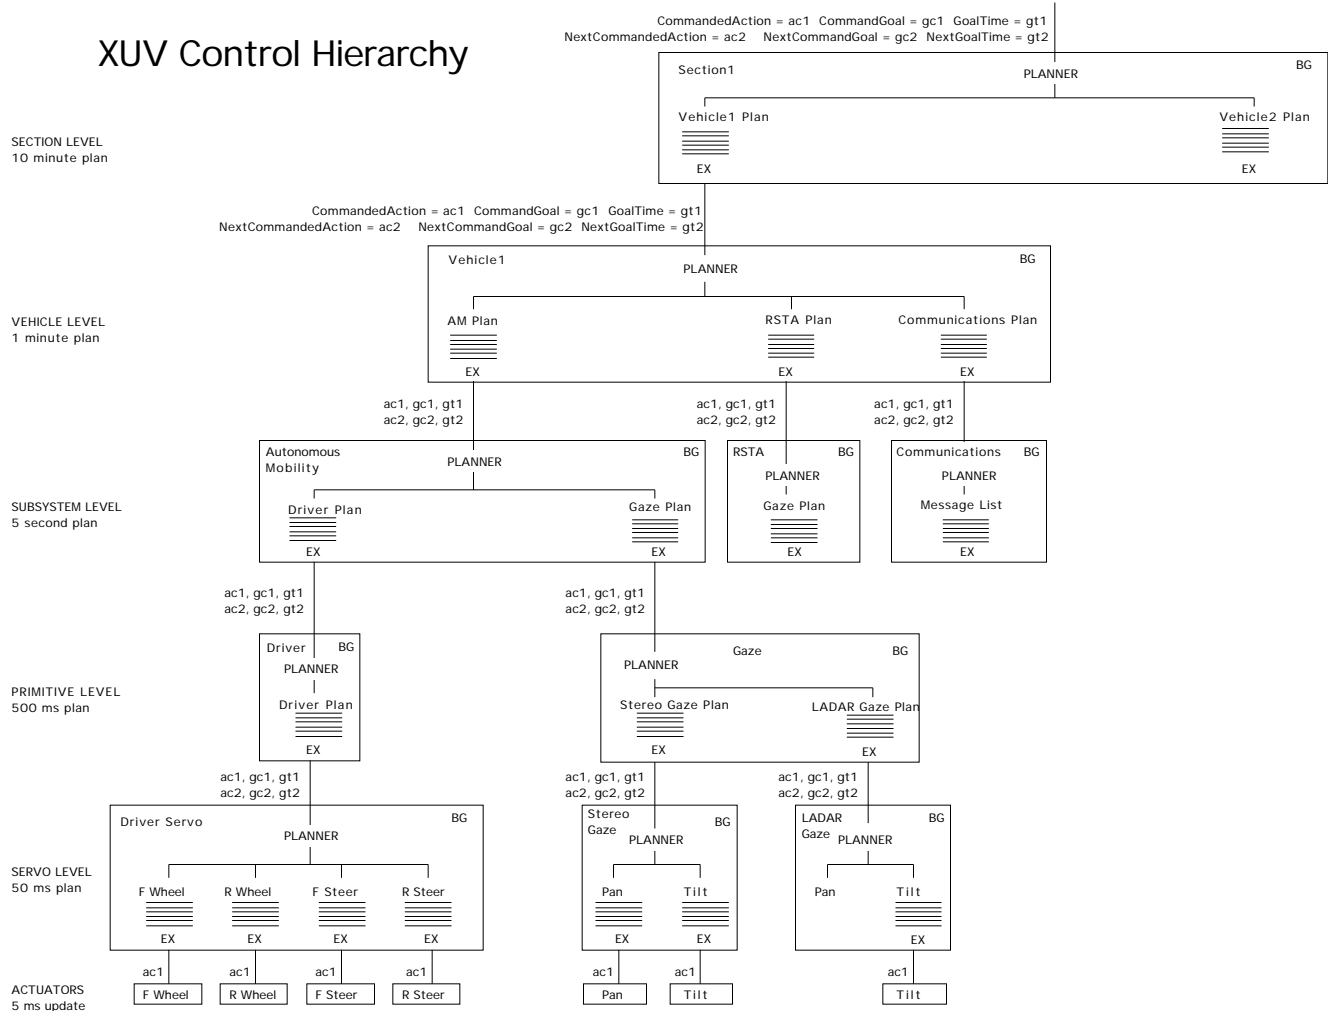 CommandedAction = ac1 CommandGoal = gc1 GoalTime = gt1
NextCommandedAction = ac2 NextCommandGoal = gc2 NextGoalTime = gt2
XUV Control Hierarchy
Section1
PLANNER
BG
Vehicle1 Plan
Vehicle2 Plan
SECTION LEVEL
10 minute plan
EX
EX
CommandedAction = ac1 CommandGoal = gc1 GoalTime = gt1
NextCommandedAction = ac2 NextCommandGoal = gc2 NextGoalTime = gt2
Vehicle1
PLANNER
BG
VEHICLE LEVEL
1 minute plan
AM Plan
RSTA Plan
Communications Plan
EX
EX
EX
ac1, gc1, gt1
ac2, gc2, gt2
ac1, gc1, gt1
ac2, gc2, gt2
ac1, gc1, gt1
ac2, gc2, gt2
Autonomous
Mobility
PLANNER
BG
RSTA
BG
PLANNER
Communications
BG
PLANNER
SUBSYSTEM LEVEL
5 second plan
Driver Plan
Gaze Plan
Gaze Plan
Message List
EX
EX
EX
EX
ac1, gc1, gt1
ac2, gc2, gt2
ac1, gc1, gt1
ac2, gc2, gt2
Driver
BG
PLANNER
Gaze
BG
PLANNER
PRIMITIVE LEVEL
500 ms plan
Driver Plan
Stereo Gaze Plan
LADAR Gaze Plan
EX
EX
EX
ac1, gc1, gt1
ac2, gc2, gt2
ac1, gc1, gt1
ac2, gc2, gt2
ac1, gc1, gt1
ac2, gc2, gt2
Driver Servo
BG
PLANNER
Stereo
Gaze
BG
PLANNER
LADAR
Gaze
BG
PLANNER
SERVO LEVEL
50 ms plan
F Wheel
R Wheel
F Steer
R Steer
Pan
Tilt
Pan
Tilt
EX
EX
EX
EX
EX
EX
EX
ac1
ac1
ac1
ac1
ac1
ac1
ac1
ACTUATORS
5 ms update
F Wheel
R Wheel
F Steer
R Steer
Pan
Tilt
Tilt